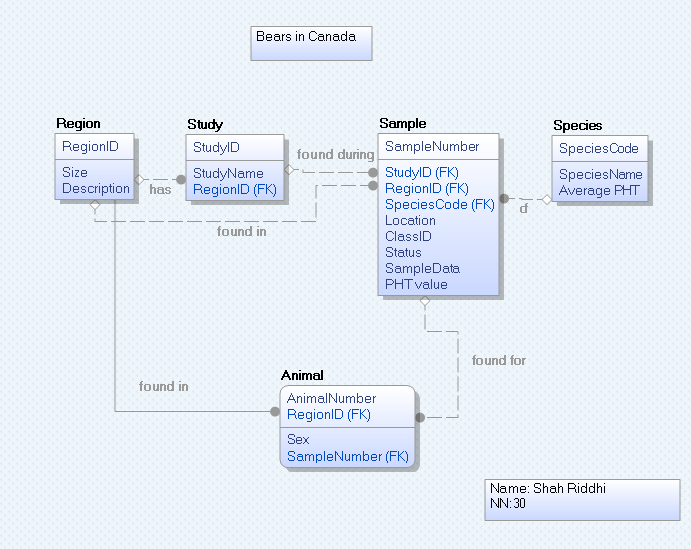 Bears in Canada
Region
RegionID
Size
Description
has
Study
StudyID
StudyName
RegionID (FK)
found during
found in
Sample
SampleNumber
StudyID (FK)
RegionID (FK)
SpeciesCode (FK)
Location
ClassID
Status
SampleData
PHTvalue
of
Species
SpeciesCode
SpeciesName
Average PHT
found in
found for
Animal
AnimalNumber
RegionID (FK)
Sex
SampleNumber (FK)
Name: Shah Riddhi
NN:30